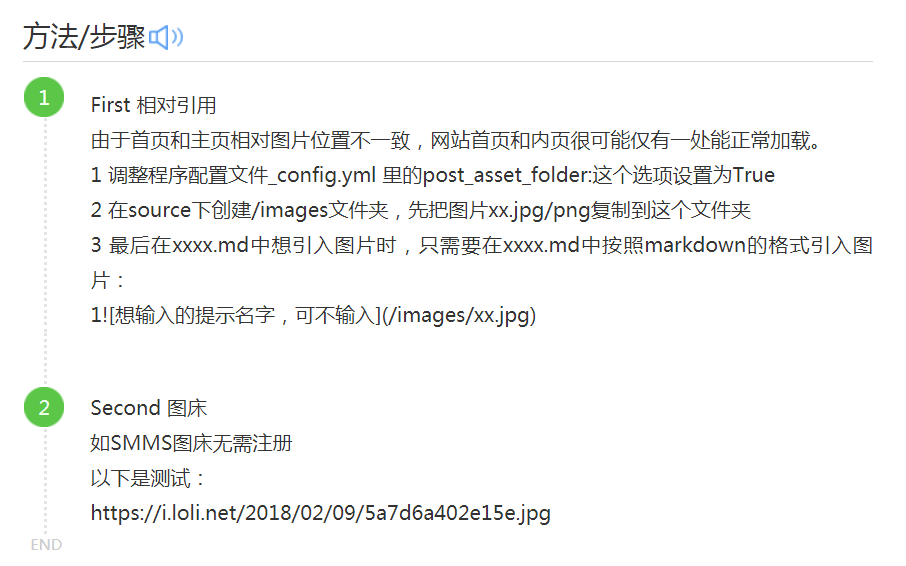 方法/步骤
1
First 相对引用
由于首页和主页相对图片位置不一致，网站首页和内页很可能仅有一处能正常加载。
1 调整程序配置文件_config.yml 里的post_asset_folder:这个选项设置为True
2 在source下创建/images文件夹，先把图片xx.jpg/png复制到这个文件夹
3 最后在xxxx.md中想引入图片时，只需要在xxxx.md中按照markdown的格式引入图
片：
1![想输入的提示名字，可不输入](/images/xx.jpg)
2
Second 图床
如SMMS图床无需注册
以下是测试：
https://i.loli.net/2018/02/09/5a7d6a402e15e.jpg
END